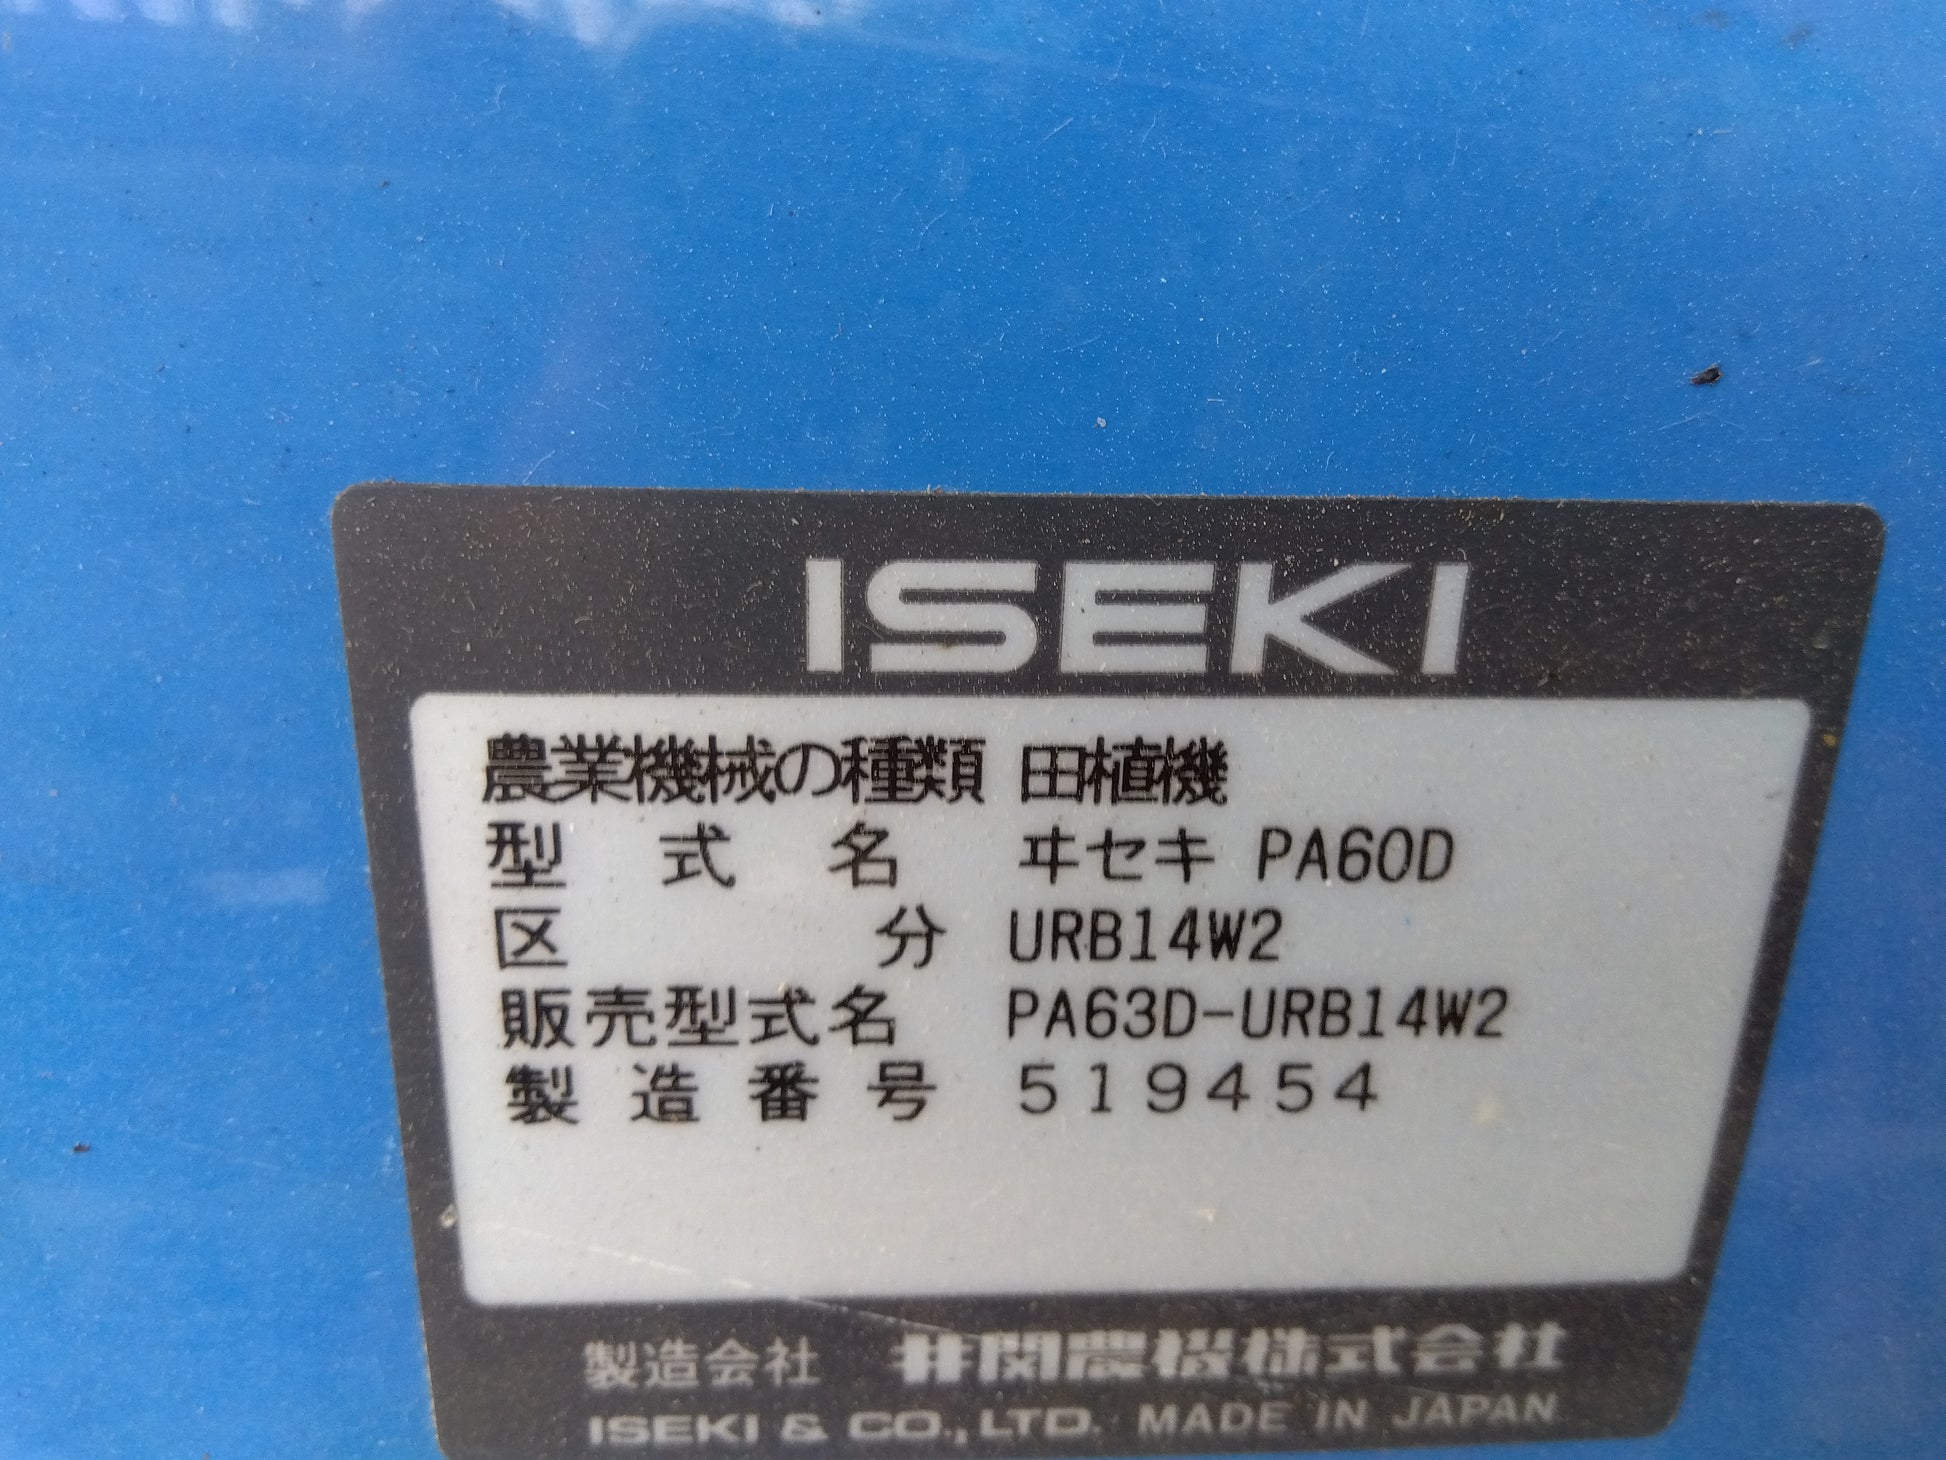 ISEKI
農業機械の種類 田植機
型式名 ヰセキ PA60D
区分 URB14W2
販売型式名 PA63D-URB14W2
製造番号 519454
製造会社 井関農機株式会社
ISEKI & CO.,LTD. MADE IN JAPAN